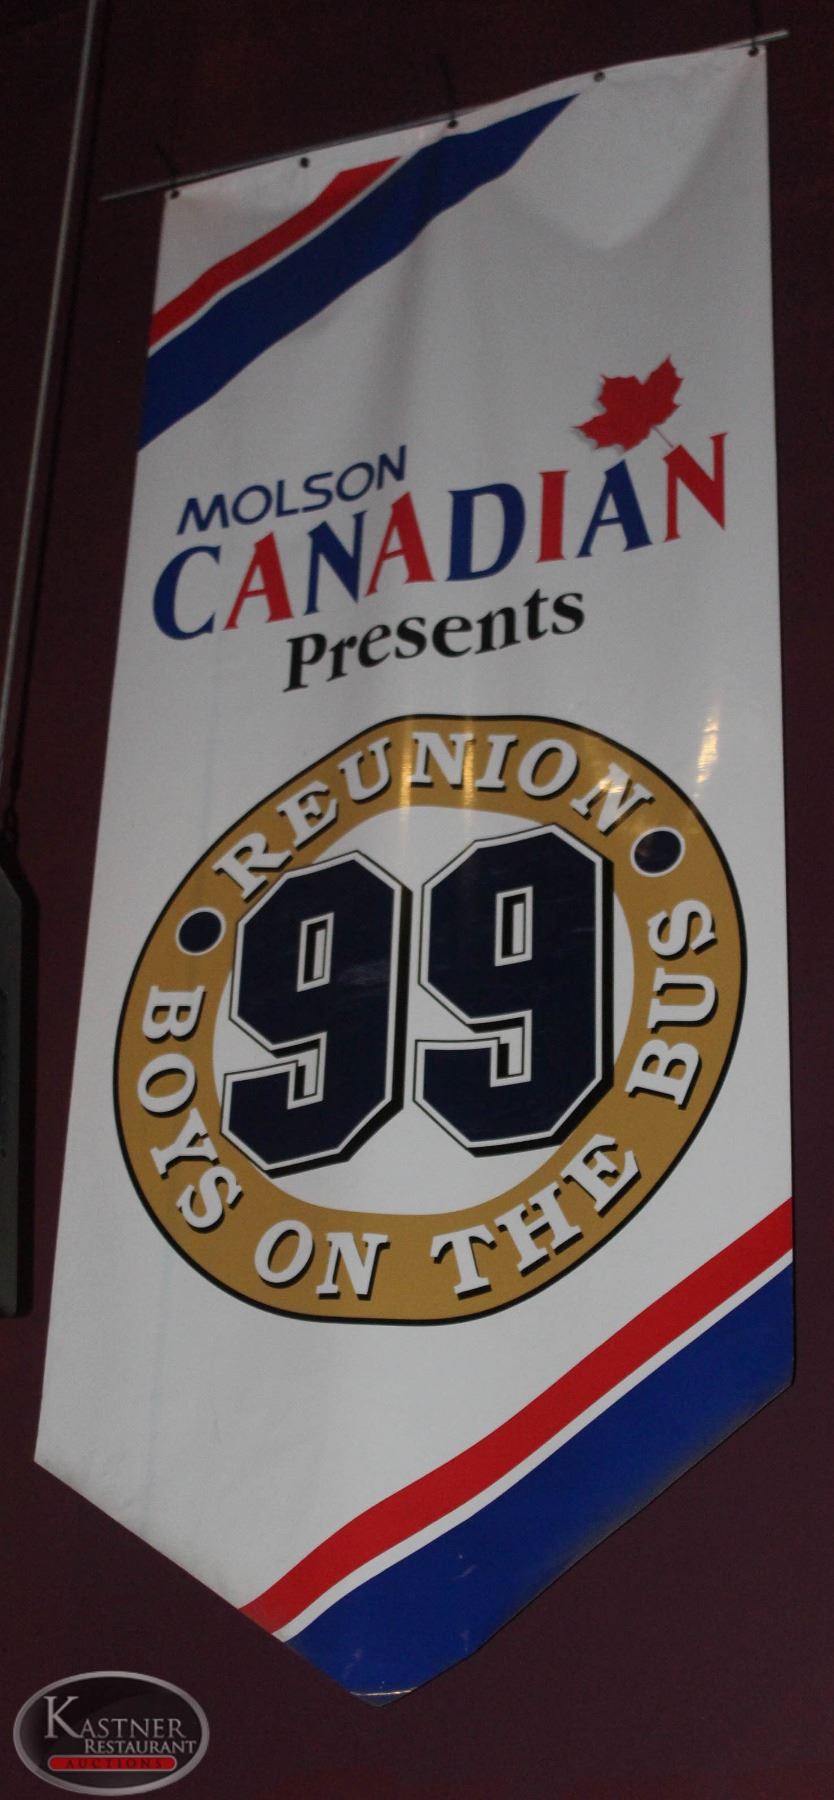 MOLSON
CANADIAN
Presents
REUNION
99
BOYS ON THE BUS
KASTNER
RESTAURANT
AUCTIONS